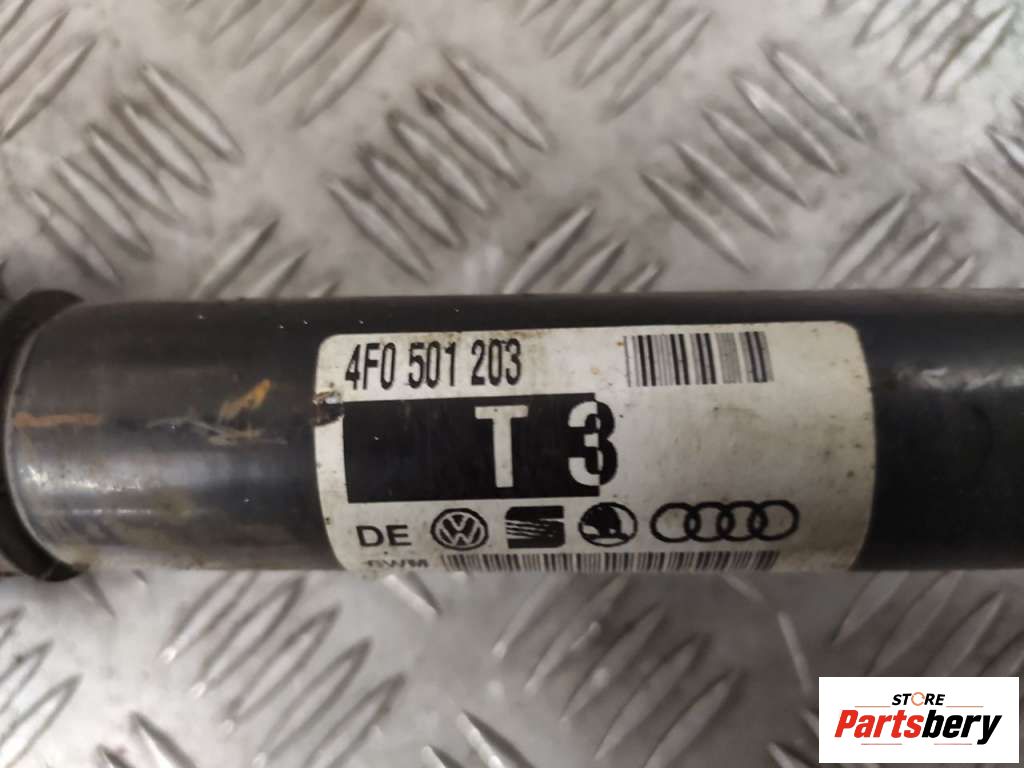 4F0 501 203
T 3
DE
STORE
Partsbery